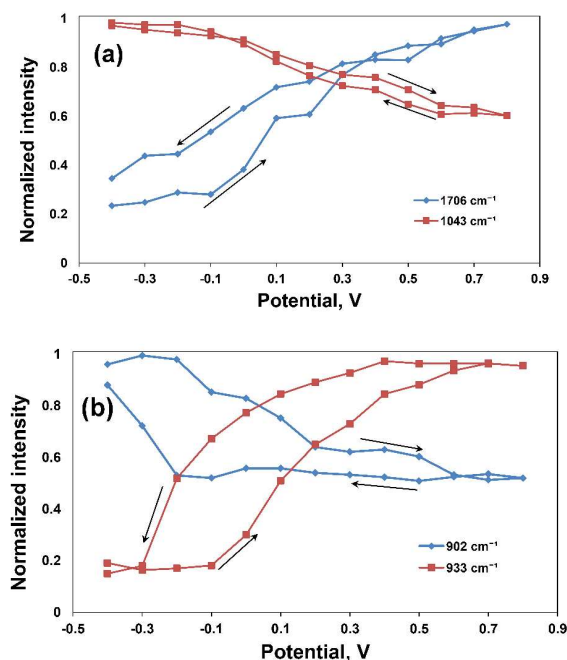 (a)
Normalized intensity
1
0.8
0.6
0.4
0.2
0
-0.5
-0.3
-0.1
0.1
0.3
0.5
0.7
0.9
1706 cm⁻¹
1043 cm⁻¹
Potential, V
(b)
Normalized intensity
1
0.8
0.6
0.4
0.2
0
-0.5
-0.3
-0.1
0.1
0.3
0.5
0.7
0.9
902 cm⁻¹
933 cm⁻¹
Potential, V